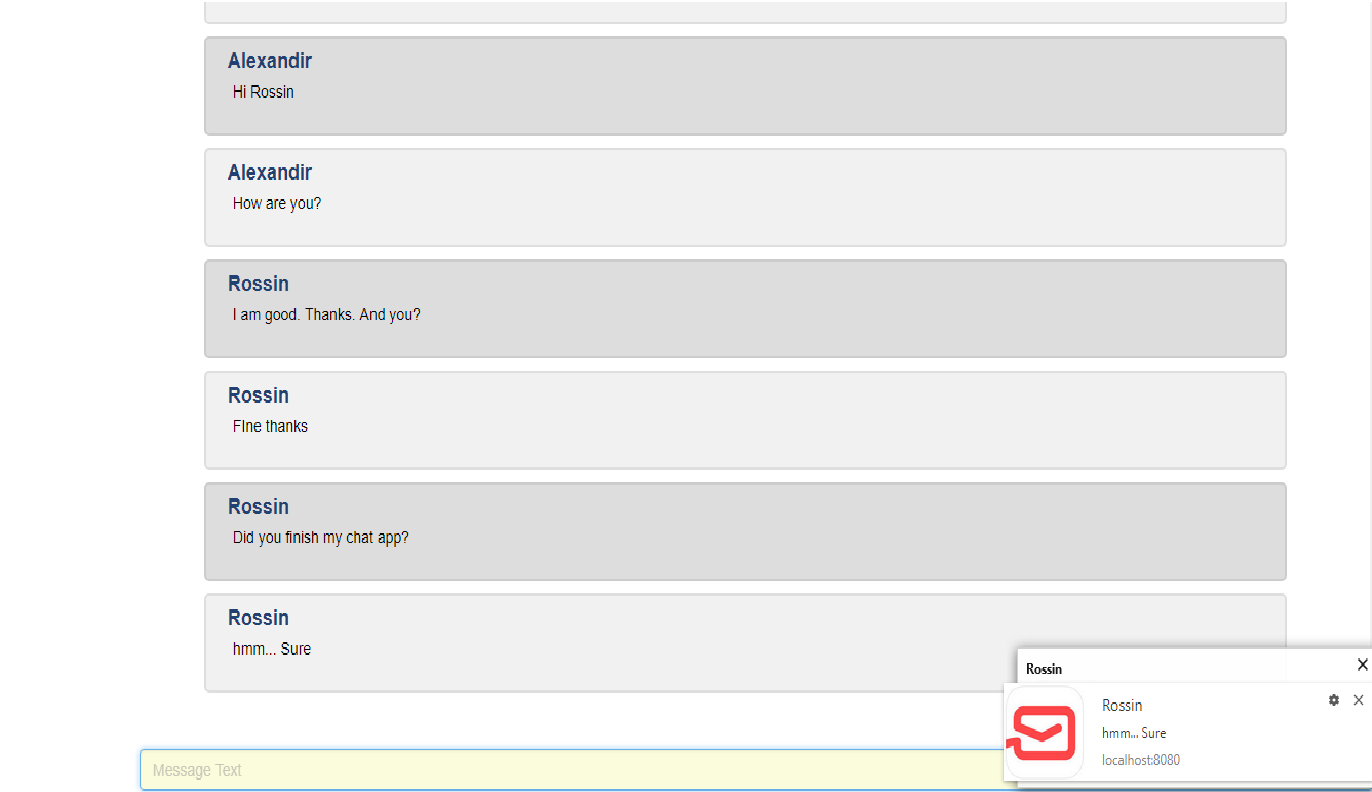 Alexandir
Hi Rossin
Alexandir
How are you?
Rossin
I am good. Thanks. And you?
Rossin
FIne thanks
Rossin
Did you finish my chat app?
Rossin
hmm... Sure
Rossin
Rossin
hmm... Sure
localhost:8080
Message Text